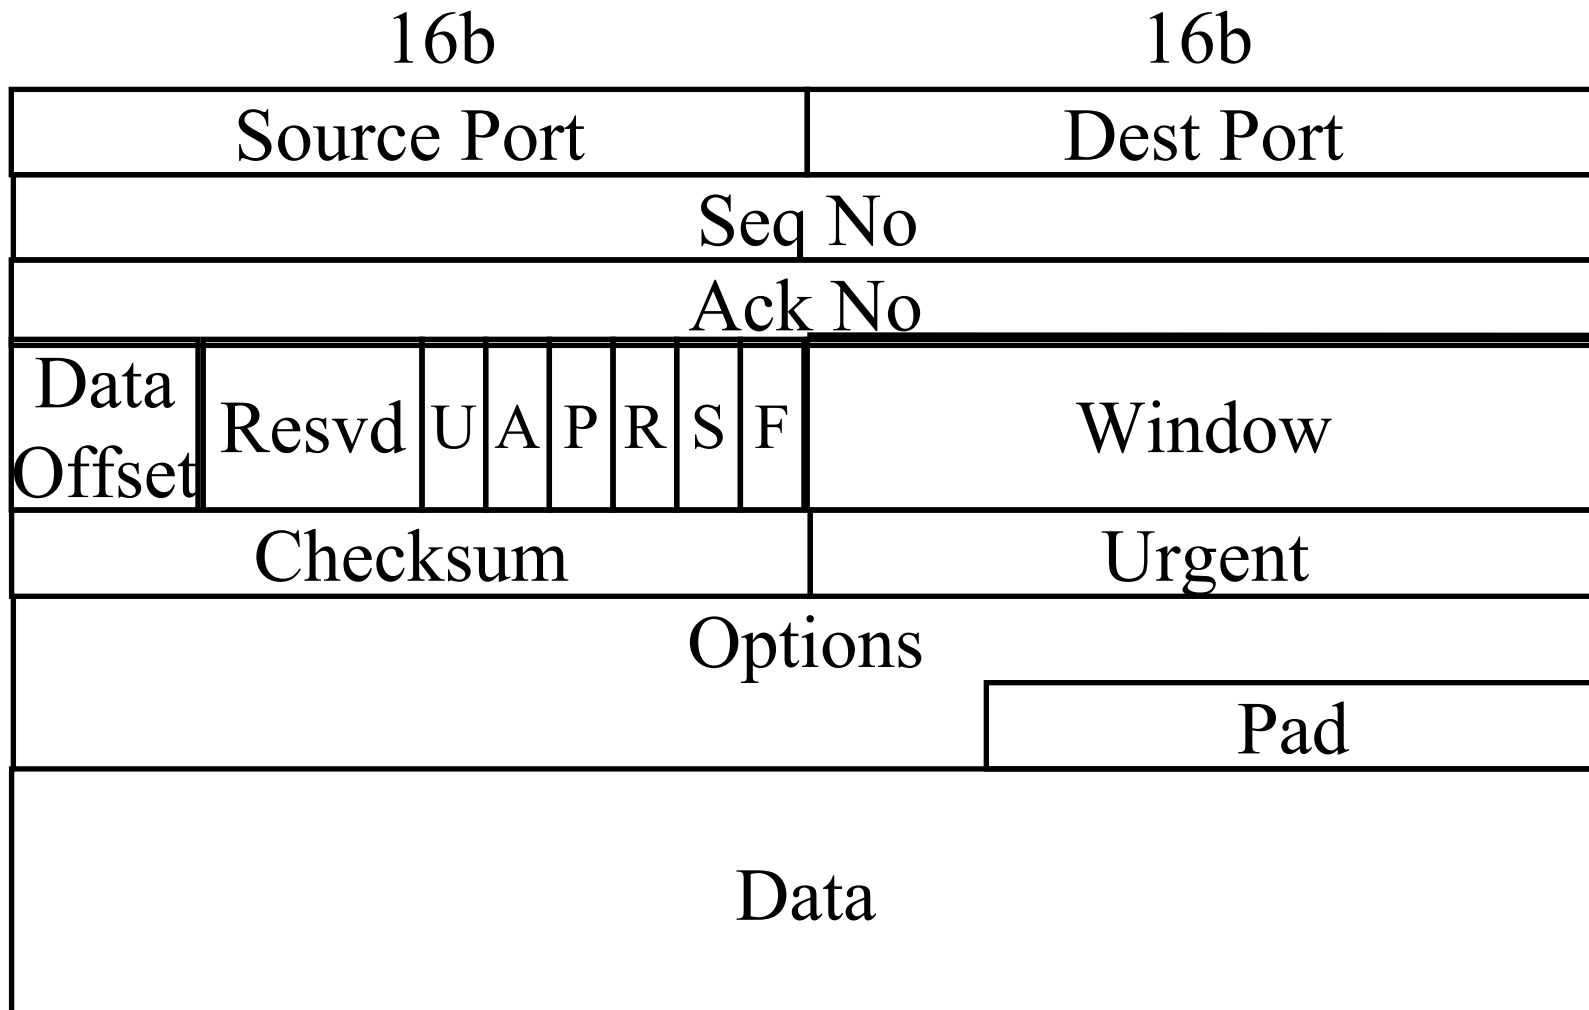 16b 16b
Source Port Dest Port
Seq No
Ack No
Data
Offset
Resvd U A P R S F Window
Checksum Urgent
Options
Pad
Data